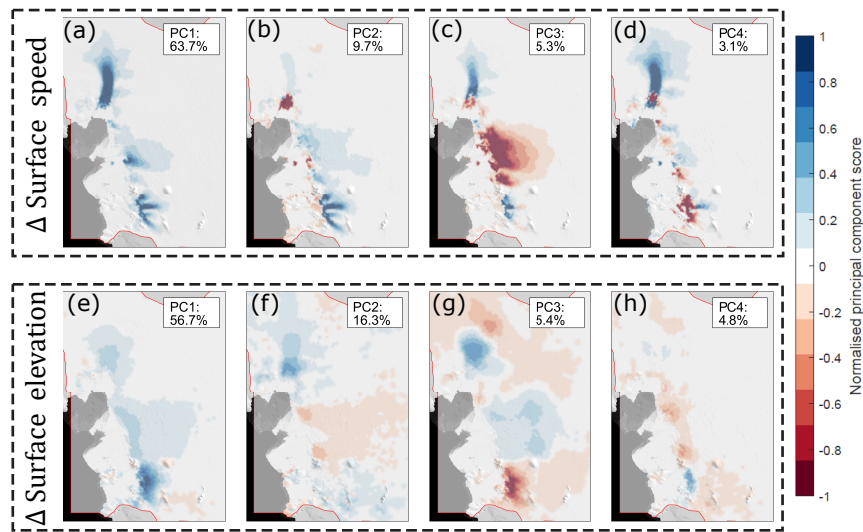 Δ Surface speed
(a)
PC1:
63.7%
(b)
PC2:
9.7%
(c)
PC3:
5.3%
(d)
PC4:
3.1%
Δ Surface elevation
(e)
PC1:
56.7%
(f)
PC2:
16.3%
(g)
PC3:
5.4%
(h)
PC4:
4.8%
1
0.8
0.6
0.4
0.2
0
-0.2
-0.4
-0.6
-0.8
-1
Normalised principal component score